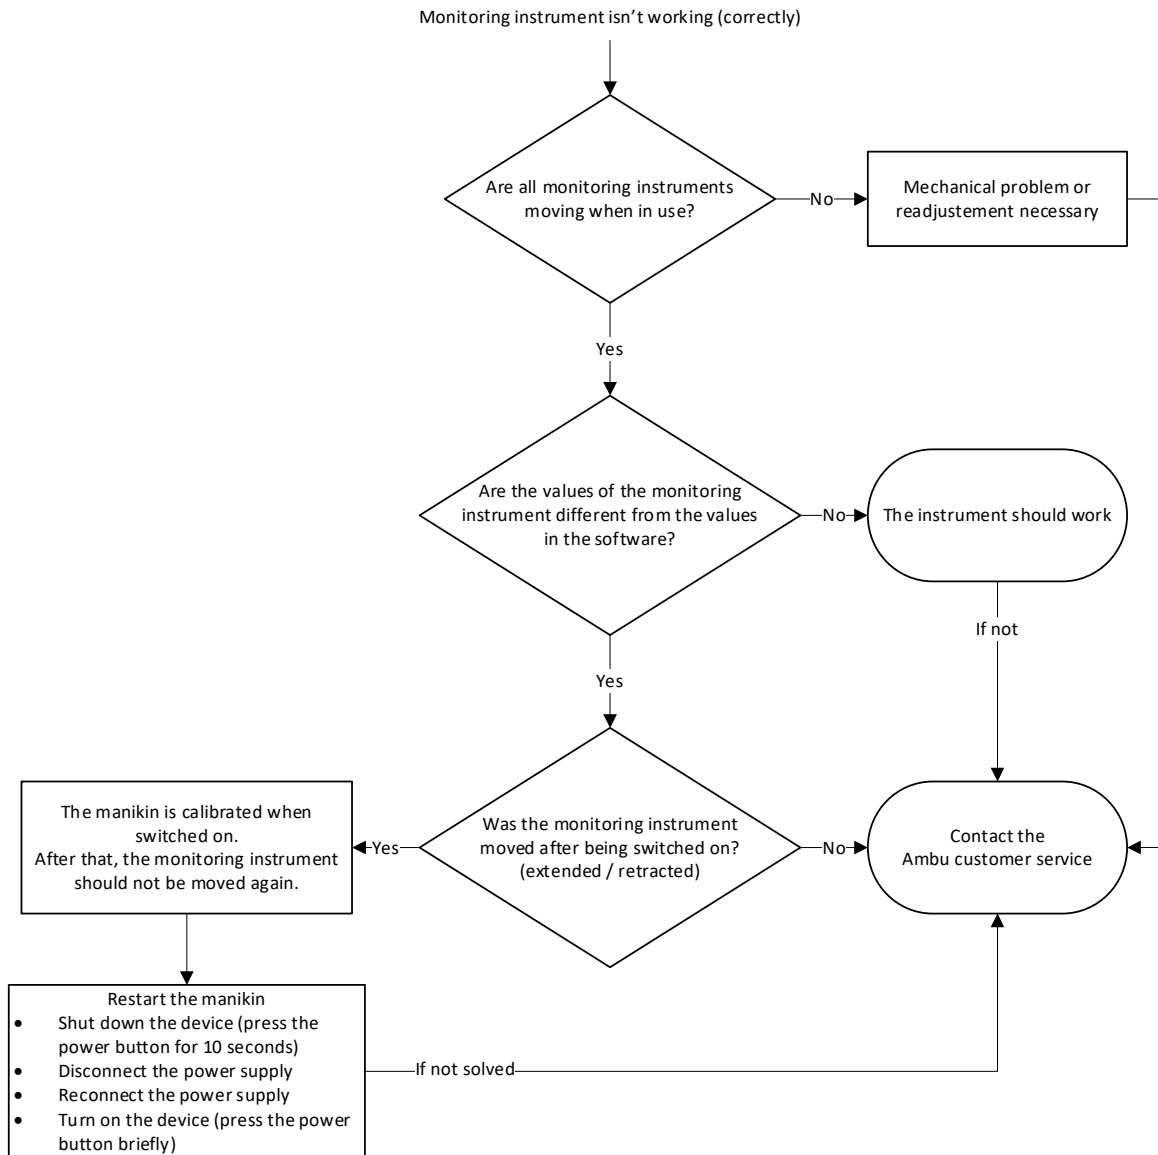 Monitoring instrument isn’t working (correctly)
Are all monitoring instruments
moving when in use?
No
Mechanical problem or
readjustement necessary
Yes
Are the values of the monitoring
instrument different from the values
in the software?
No
The instrument should work
If not
Yes
The manikin is calibrated when
switched on.
After that, the monitoring instrument
should not be moved again.
Yes
Was the monitoring instrument
moved after being switched on?
(extended / retracted)
No
Contact the
Ambu customer service
Restart the manikin
• Shut down the device (press the
power button for 10 seconds)
• Disconnect the power supply
• Reconnect the power supply
• Turn on the device (press the power
button briefly)
If not solved